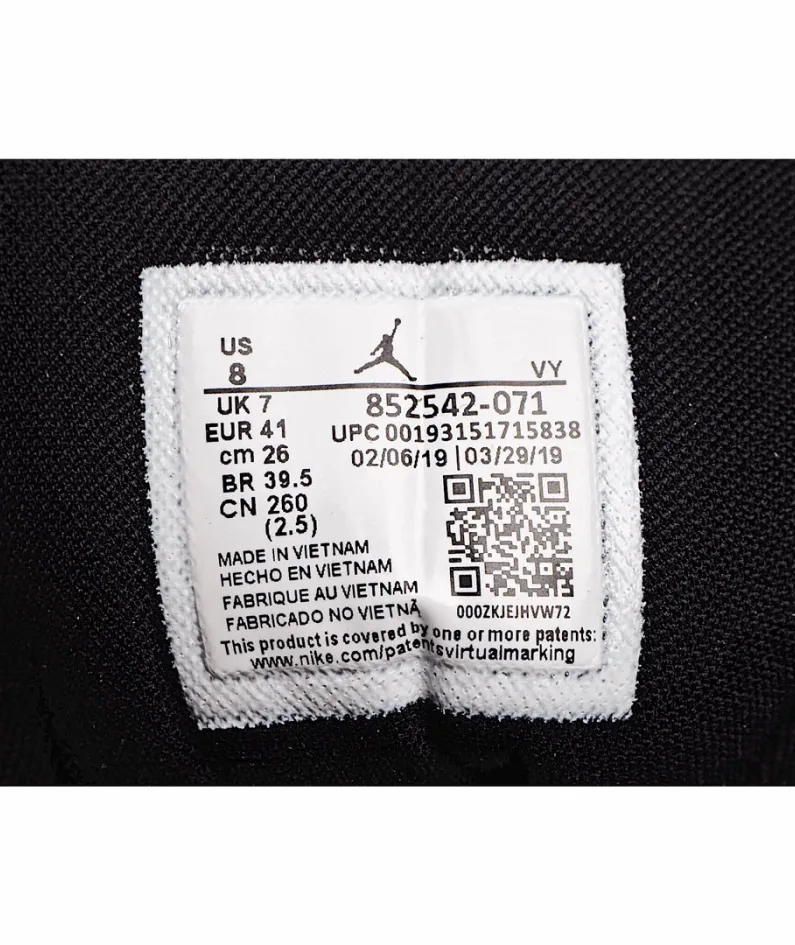 US
8
VY
UK 7
852542-071
EUR 41
UPC 00193151715838
cm 26
02/06/19 | 03/29/19
BR 39.5
CN 260
(2.5)
MADE IN VIETNAM
HECHO EN VIETNAM
FABRIQUE AU VIETNAM
FABRICADO NO VIETNÃ
000ZKJEJHVW72
This product is covered by one or more patents:
www.nike.com/patentsvirtualmarking